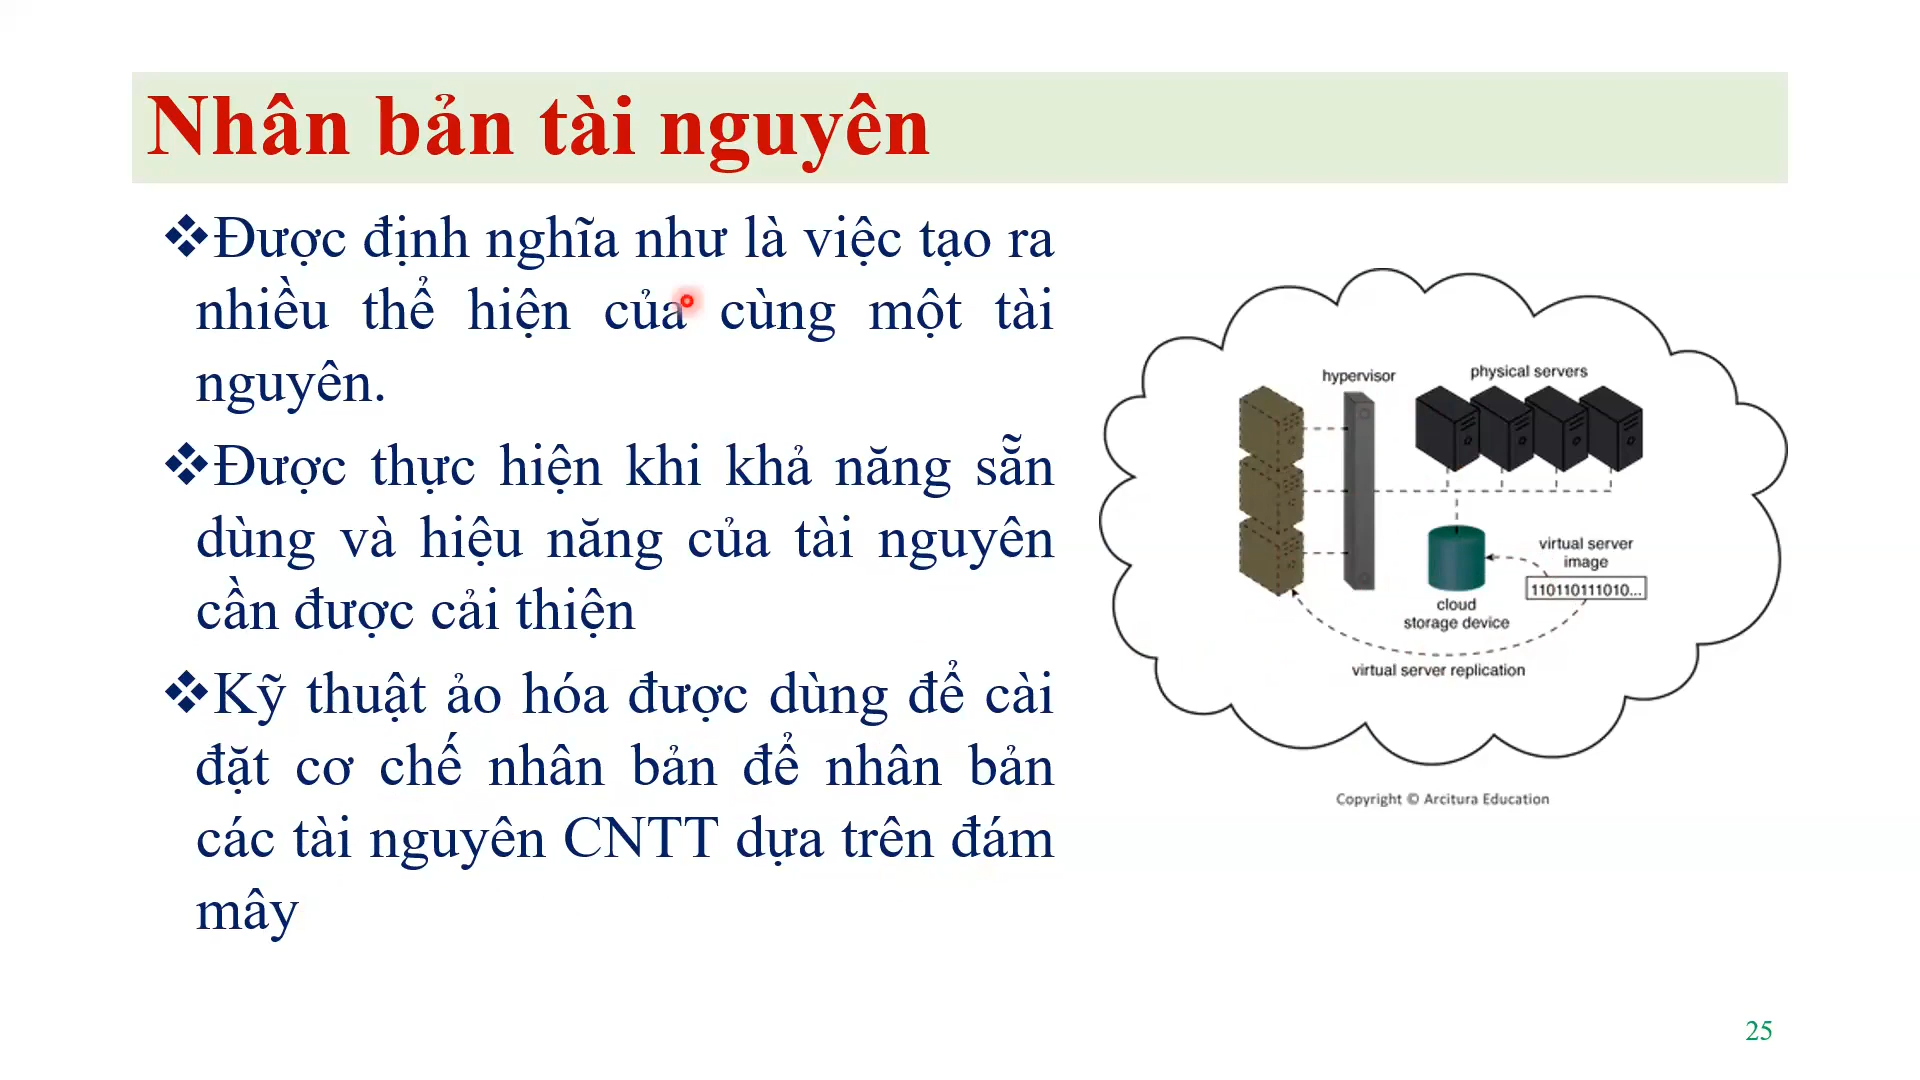 Nhân bản tài nguyên
❖Được định nghĩa như là việc tạo ra
nhiều thể hiện của cùng một tài
nguyên.
❖Được thực hiện khi khả năng sẵn
dùng và hiệu năng của tài nguyên
cần được cải thiện
❖Kỹ thuật ảo hóa được dùng để cài
đặt cơ chế nhân bản để nhân bản
các tài nguyên CNTT dựa trên đám
mây
hypervisor
physical servers
virtual server
image
110110111010...
cloud
storage device
virtual server replication
Copyright © Arcitura Education
25